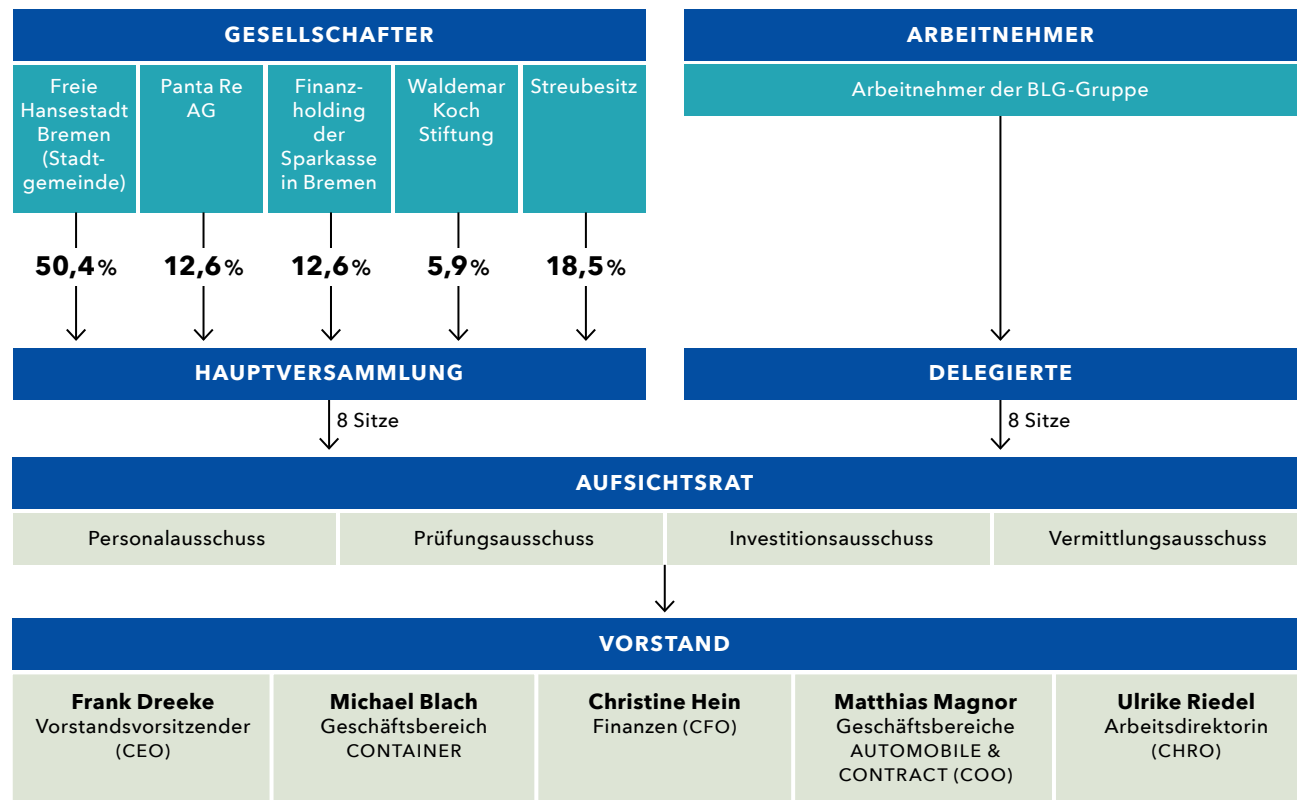 GESELLSCHAFTER
Freie
Hansestadt
Bremen
(Stadt-
gemeinde)
Panta Re
AG
Finanz-
holding
der
Sparkasse
in Bremen
Waldemar
Koch
Stiftung
Streubesitz
50,4 %
12,6 %
12,6 %
5,9 %
18,5 %
HAUPTVERSAMMLUNG
8 Sitze
ARBEITNEHMER
Arbeitnehmer der BLG-Gruppe
DELEGIERTE
8 Sitze
AUFSICHTSRAT
Personalausschuss
Prüfungsausschuss
Investitionsausschuss
Vermittlungsausschuss
VORSTAND
Frank Dreeke
Vorstandsvorsitzender
(CEO)
Michael Blach
Geschäftsbereich
CONTAINER
Christine Hein
Finanzen (CFO)
Matthias Magnor
Geschäftsbereiche
AUTOMOBILE &
CONTRACT (COO)
Ulrike Riedel
Arbeitsdirektorin
(CHRO)